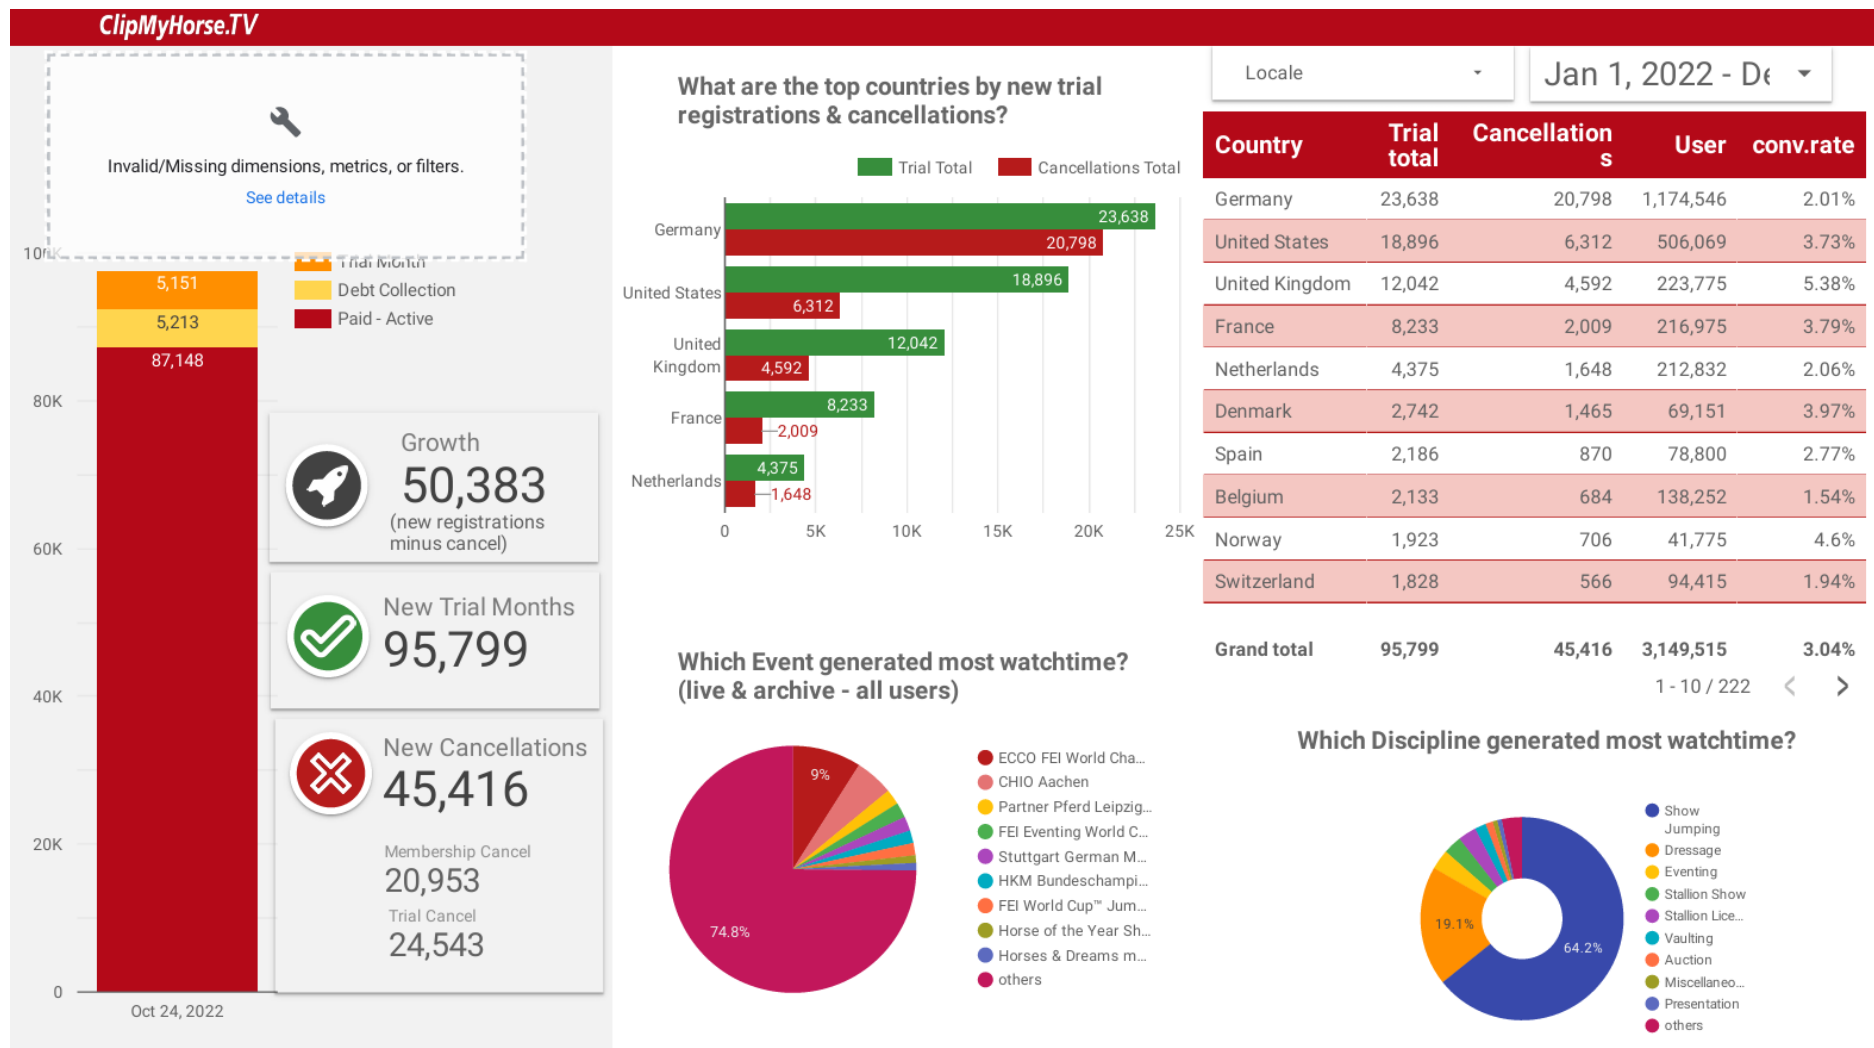 ClipMyHorse.TV
Invalid/Missing dimensions, metrics, or filters.
See details
Trial Month
Debt Collection
Paid - Active
5,151
5,213
87,148
80K
60K
40K
20K
0
Oct 24, 2022
Growth
50,383
(new registrations
minus cancel)
New Trial Months
95,799
New Cancellations
45,416
Membership Cancel
20,953
Trial Cancel
24,543
What are the top countries by new trial
registrations & cancellations?
Trial Total Cancellations Total
Germany
23,638
20,798
United States
18,896
6,312
United
Kingdom
12,042
4,592
France
8,233
2,009
Netherlands
4,375
1,648
0 5K 10K 15K 20K 25K
Locale
Jan 1, 2022 - De
Country Trial total Cancellations User conv.rate
Germany 23,638 20,798 1,174,546 2.01%
United States 18,896 6,312 506,069 3.73%
United Kingdom 12,042 4,592 223,775 5.38%
France 8,233 2,009 216,975 3.79%
Netherlands 4,375 1,648 212,832 2.06%
Denmark 2,742 1,465 69,151 3.97%
Spain 2,186 870 78,800 2.77%
Belgium 2,133 684 138,252 1.54%
Norway 1,923 706 41,775 4.6%
Switzerland 1,828 566 94,415 1.94%
Grand total 95,799 45,416 3,149,515 3.04%
1 - 10 / 222
Which Event generated most watchtime?
(live & archive - all users)
9%
74.8%
ECCO FEI World Cha...
CHIO Aachen
Partner Pferd Leipzig...
FEI Eventing World C...
Stuttgart German M...
HKM Bundeschampi...
FEI World Cup™ Jum...
Horse of the Year Sh...
Horses & Dreams m...
others
Which Discipline generated most watchtime?
19.1%
64.2%
Show
Jumping
Dressage
Eventing
Stallion Show
Stallion Lice...
Vaulting
Auction
Miscellaneo...
Presentation
others